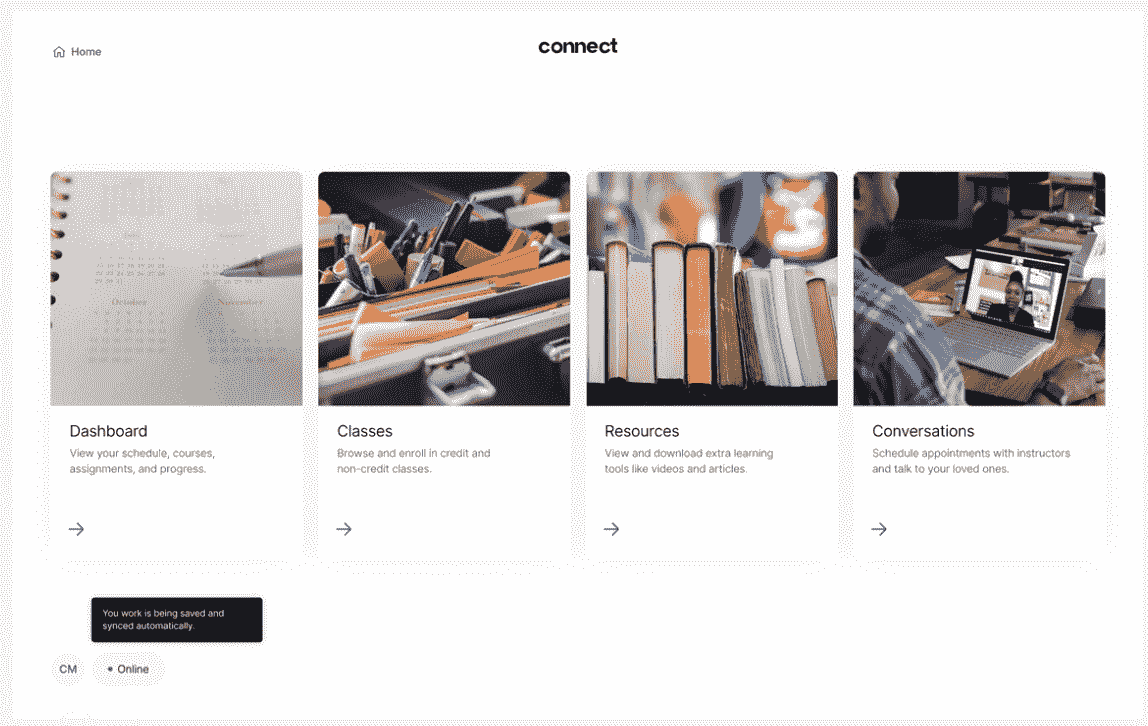 Home
connect
October
November
Dashboard
View your schedule, courses,
assignments, and progress.
Classes
Browse and enroll in credit and
non-credit classes.
Resources
View and download extra learning
tools like videos and articles.
Conversations
Schedule appointments with instructors
and talk to your loved ones.
You work is being saved and
synced automatically.
CM
Online